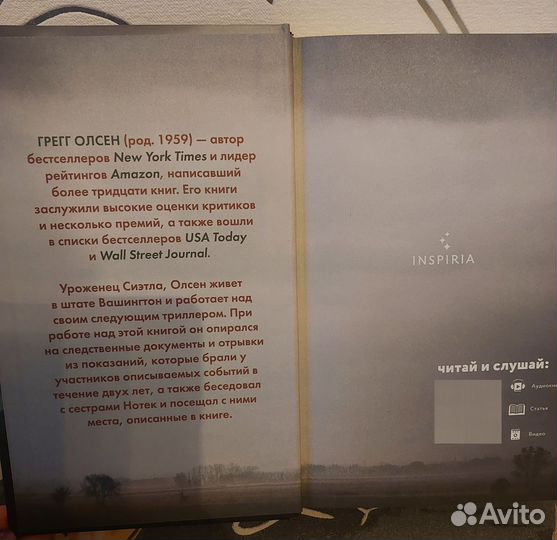 ГРЕГГ ОЛСЕН (род. 1959) — автор
бестселлеров New York Times и лидер
рейтингов Amazon, написавший
более тридцати книг. Его книги
заслужили высокие оценки критиков
и несколько премий, а также вошли
в списки бестселлеров USA Today
и Wall Street Journal.
Уроженец Сиэтла, Олсен живет
в штате Вашингтон и работает над
своим следующим триллером. При
работе над этой книгой он опирался
на следственные документы и отрывки
из показаний, которые брали у
участников описываемых событий в
течение двух лет, а также беседовал
с сестрами Нотек и посещал с ними
места, описанные в книге.
INSPIRIA
читай и слушай:
Аудиокни
Статьи
Видео
Avito